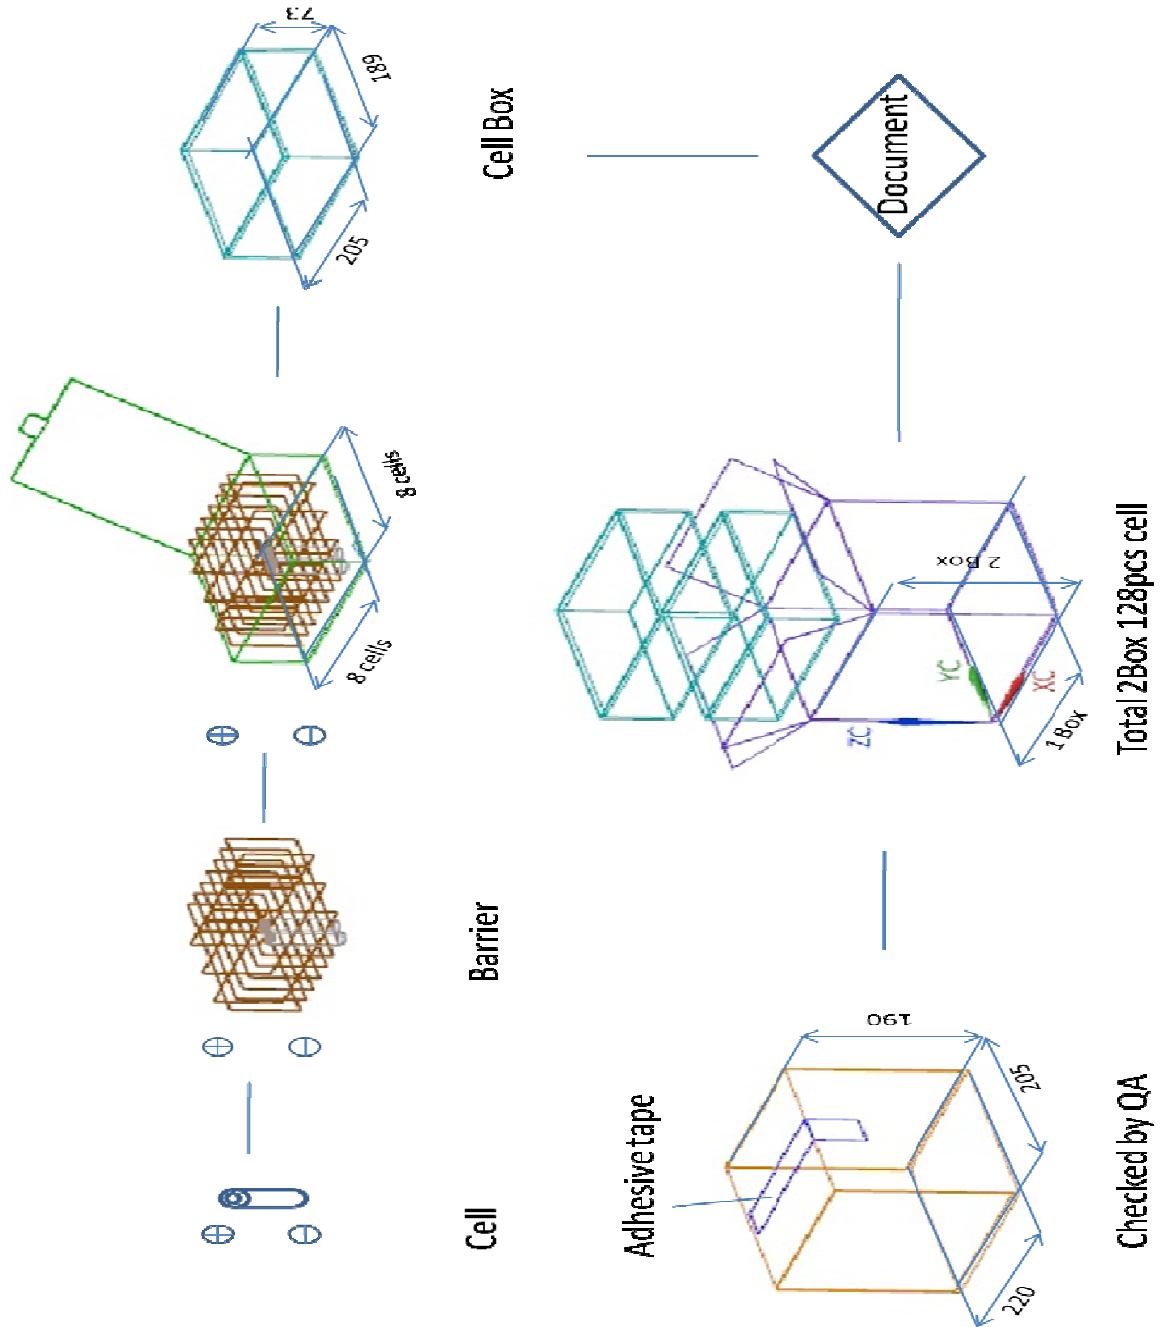 Cell
Barrier
8 cells
8 cells
Cell Box
205
189
73
Adhesive tape
220
205
190
Checked by QA
ZC
YC
XC
1 Box
2 Box
Total 2Box 128pcs cell
Document